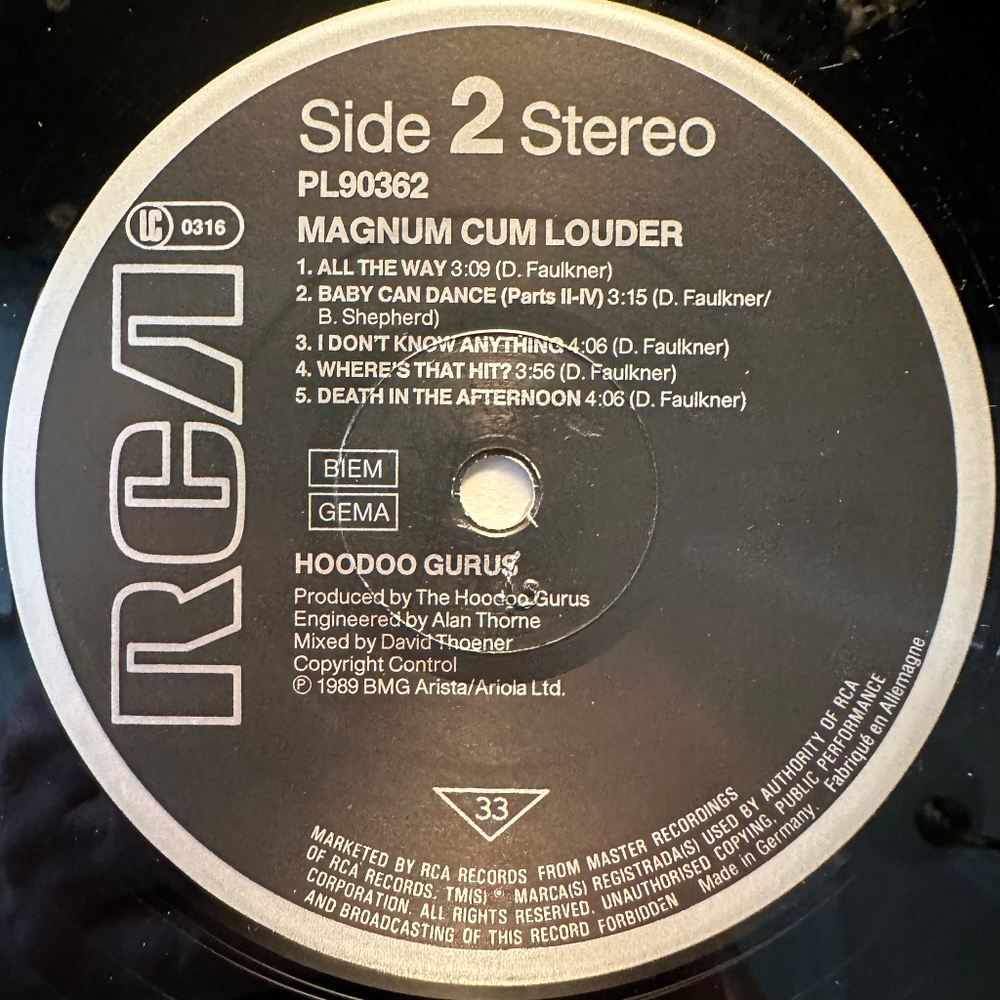 Side 2 Stereo
PL90362
LC 0316
MAGNUM CUM LOUDER
1. ALL THE WAY 3:09 (D. Faulkner)
2. BABY CAN DANCE (Parts II-IV) 3:15 (D. Faulkner/
B. Shepherd)
3. I DON'T KNOW ANYTHING 4:06 (D. Faulkner)
4. WHERE'S THAT HIT? 3:56 (D. Faulkner)
5. DEATH IN THE AFTERNOON 4:06 (D. Faulkner)
RCA
BIEM
GEMA
HOODOO GURUS
Produced by The Hoodoo Gurus
Engineered by Alan Thorne
Mixed by David Thoener
Copyright Control
℗ 1989 BMG Arista/Ariola Ltd.
33
MARKETED BY RCA RECORDS FROM MASTER RECORDINGS
OF RCA RECORDS. TM(S) ® MARCA(S) REGISTRADA(S) USED BY AUTHORITY OF RCA
CORPORATION. ALL RIGHTS RESERVED. UNAUTHORISED COPYING, PUBLIC PERFORMANCE
AND BROADCASTING OF THIS RECORD FORBIDDEN Made in Germany. Fabriqué en Allemagne.